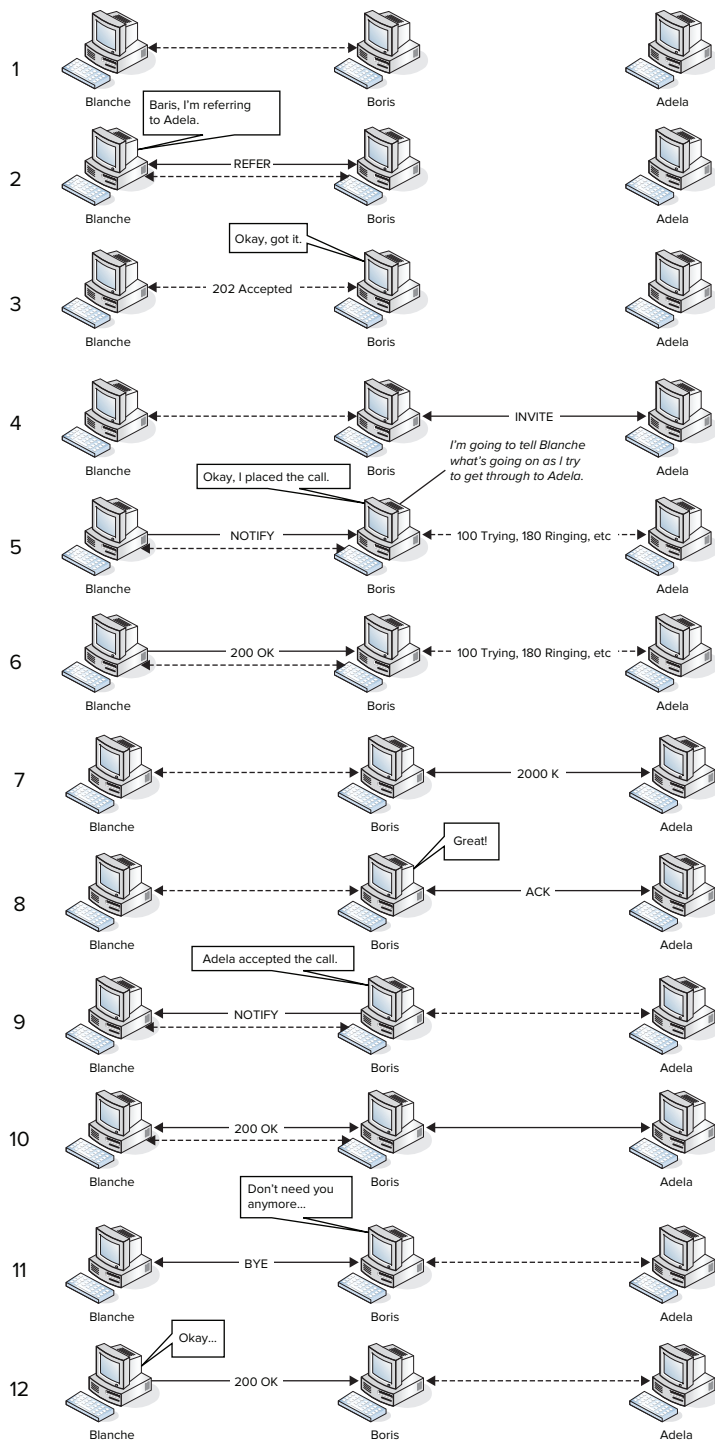 1
Blanche
Boris
Adela
Baris, I'm referring
to Adela.
2
REFER
Blanche
Boris
Adela
Okay, got it.
3
202 Accepted
Blanche
Boris
Adela
4
INVITE
Blanche
Boris
Adela
I'm going to tell Blanche
what's going on as I try
to get through to Adela.
Okay, I placed the call.
5
NOTIFY
100 Trying, 180 Ringing, etc
Blanche
Boris
Adela
6
200 OK
100 Trying, 180 Ringing, etc
Blanche
Boris
Adela
7
2000 K
Blanche
Boris
Adela
Great!
8
ACK
Blanche
Boris
Adela
Adela accepted the call.
9
NOTIFY
Blanche
Boris
Adela
10
200 OK
Blanche
Boris
Adela
Don't need you
anymore...
11
BYE
Blanche
Boris
Adela
Okay...
12
200 OK
Blanche
Boris
Adela